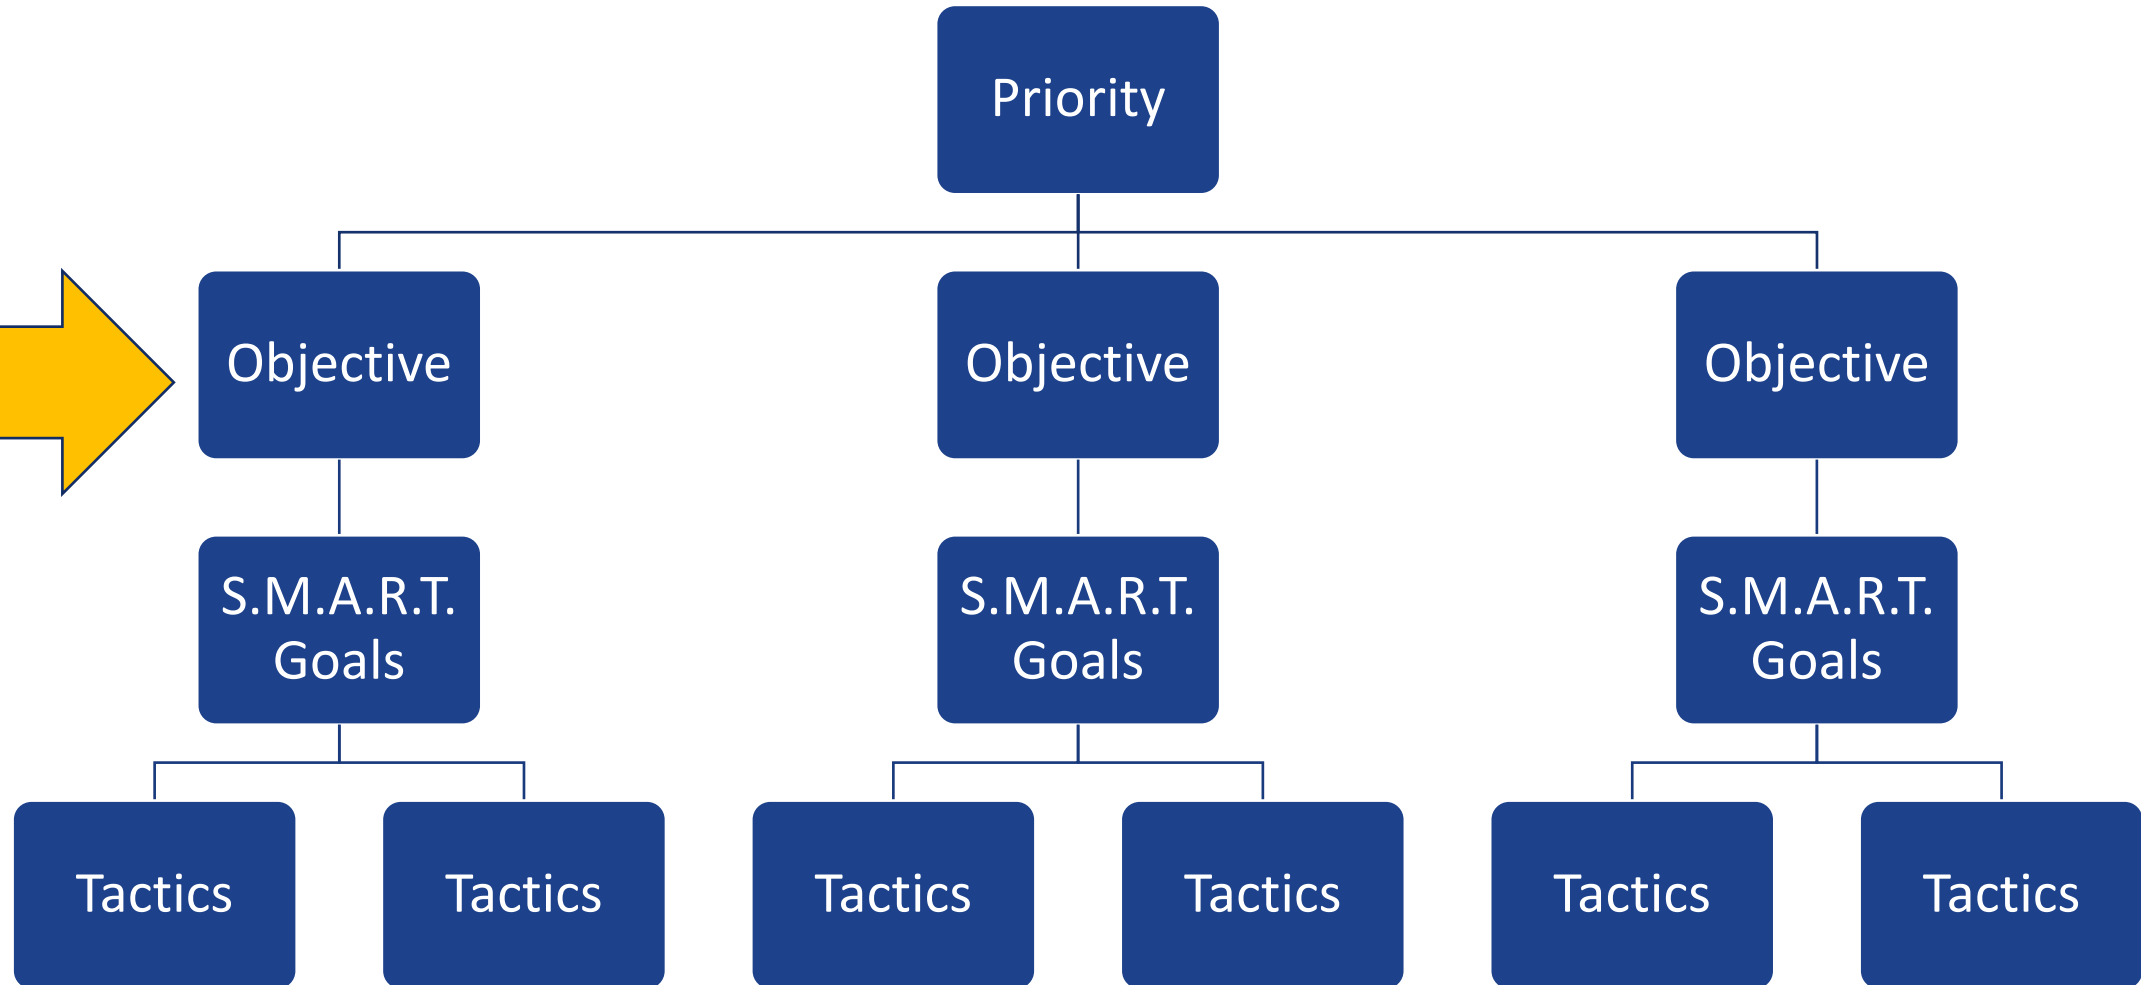 Priority
Objective
Objective
Objective
S.M.A.R.T.
Goals
S.M.A.R.T.
Goals
S.M.A.R.T.
Goals
Tactics
Tactics
Tactics
Tactics
Tactics
Tactics